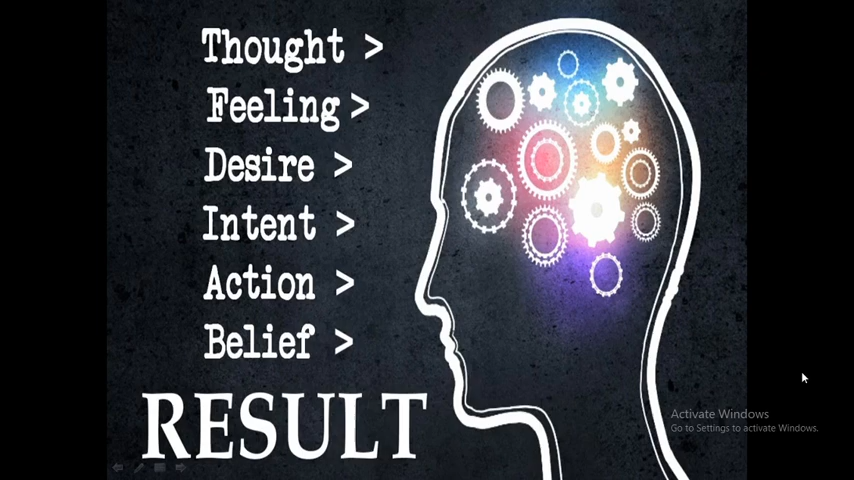 Thought >
Feeling >
Desire >
Intent >
Action >
Belief >
RESULT
Activate Windows
Go to Settings to activate Windows.